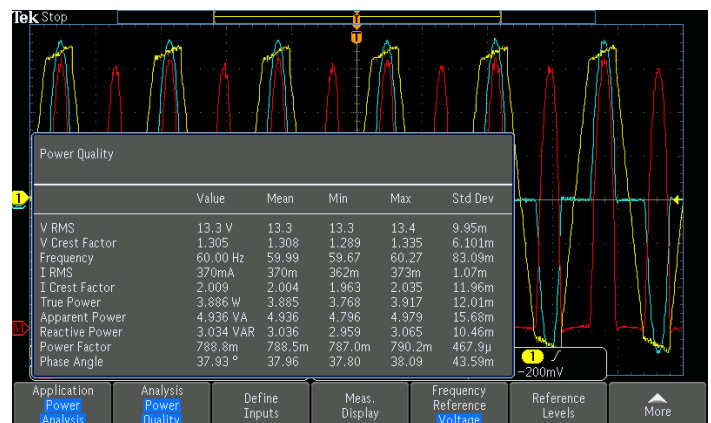 Tek Stop
T
T
1
Power Quality
Value Mean Min Max Std Dev
V RMS 13.3 V 13.3 13.3 13.4 9.95m
V Crest Factor 1.305 1.308 1.289 1.335 6.101m
Frequency 60.00 Hz 59.99 59.67 60.27 83.09m
I RMS 370mA 370m 362m 373m 1.07m
I Crest Factor 2.009 2.004 1.963 2.035 11.96m
True Power 3.886 W 3.885 3.768 3.917 12.01m
Apparent Power 4.936 VA 4.936 4.796 4.979 15.68m
Reactive Power 3.034 VAR 3.036 2.959 3.065 10.46m
Power Factor 788.8m 788.5m 787.0m 790.2m 467.9µ
Phase Angle 37.93 ° 37.96 37.80 38.09 43.59m
M
1
-200mV
Application
Power
Analysis
Analysis
Power
Quality
Define
Inputs
Meas.
Display
Frequency
Reference
Voltage
Reference
Levels
More